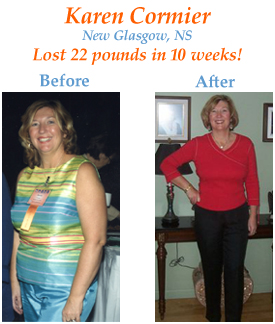 Karen Cormier
New Glasgow, NS
Lost 22 pounds in 10 weeks!
Before
After